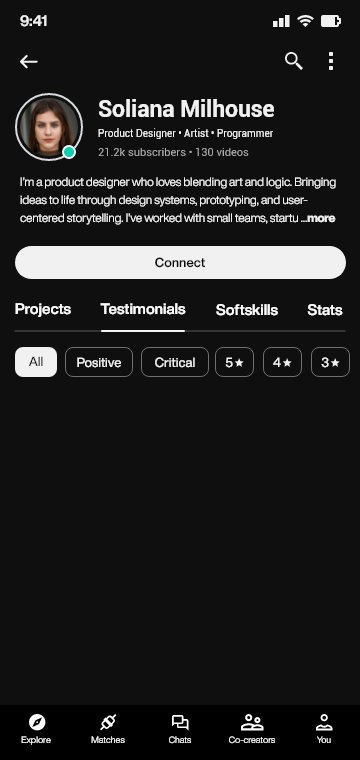 9:41
Soliana Milhouse
Product Designer • Artist • Programmer
21.2k subscribers • 130 videos
I'm a product designer who loves blending art and logic. Bringing
ideas to life through design systems, prototyping, and user-
centered storytelling. I've worked with small teams, startu ...more
Connect
Projects Testimonials Softskills Stats
All Positive Critical 5★ 4★ 3★
Explore Matches Chats Co-creators You